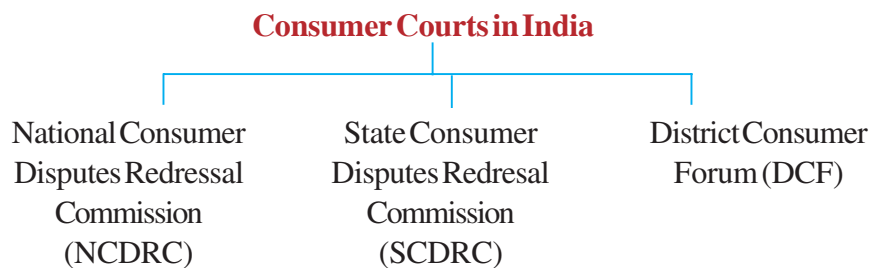 Consumer Courts in India
National Consumer
Disputes Redressal
Commission
(NCDRC)
State Consumer
Disputes Redresal
Commission
(SCDRC)
District Consumer
Forum (DCF)